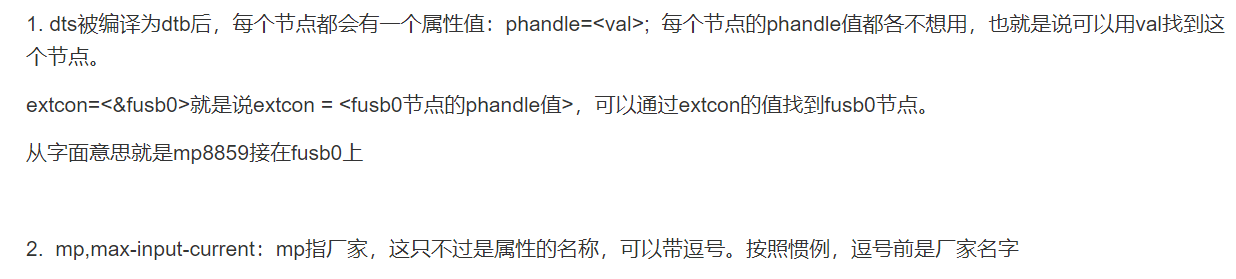 1. dts被编译为dtb后，每个节点都会有一个属性值：phandle=<val>；每个节点的phandle值都各不想用，也就是说可以用val找到这
个节点。
extcon=<&fusb0>就是说extcon = <fusb0节点的phandle值>，可以通过extcon的值找到fusb0节点。
从字面意思就是mp8859接在fusb0上
2. mp,max-input-current：mp指厂家，这只不过是属性的名称，可以带逗号。按照惯例，逗号前是厂家名字